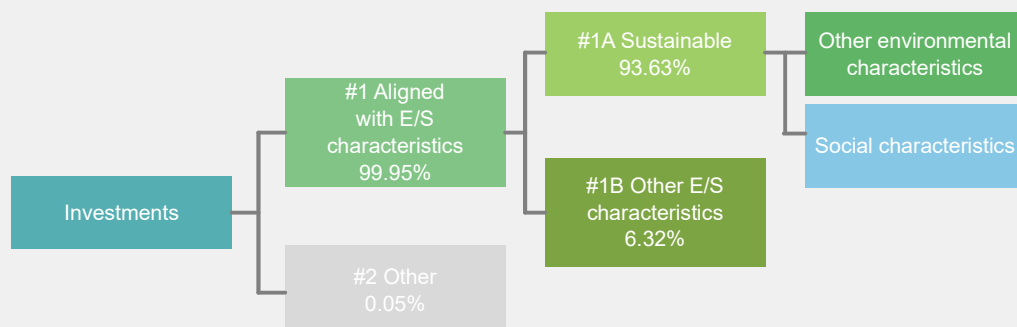 Investments
#1 Aligned
with E/S
characteristics
99.95%
#2 Other
0.05%
#1A Sustainable
93.63%
#1B Other E/S
characteristics
6.32%
Other environmental
characteristics
Social characteristics